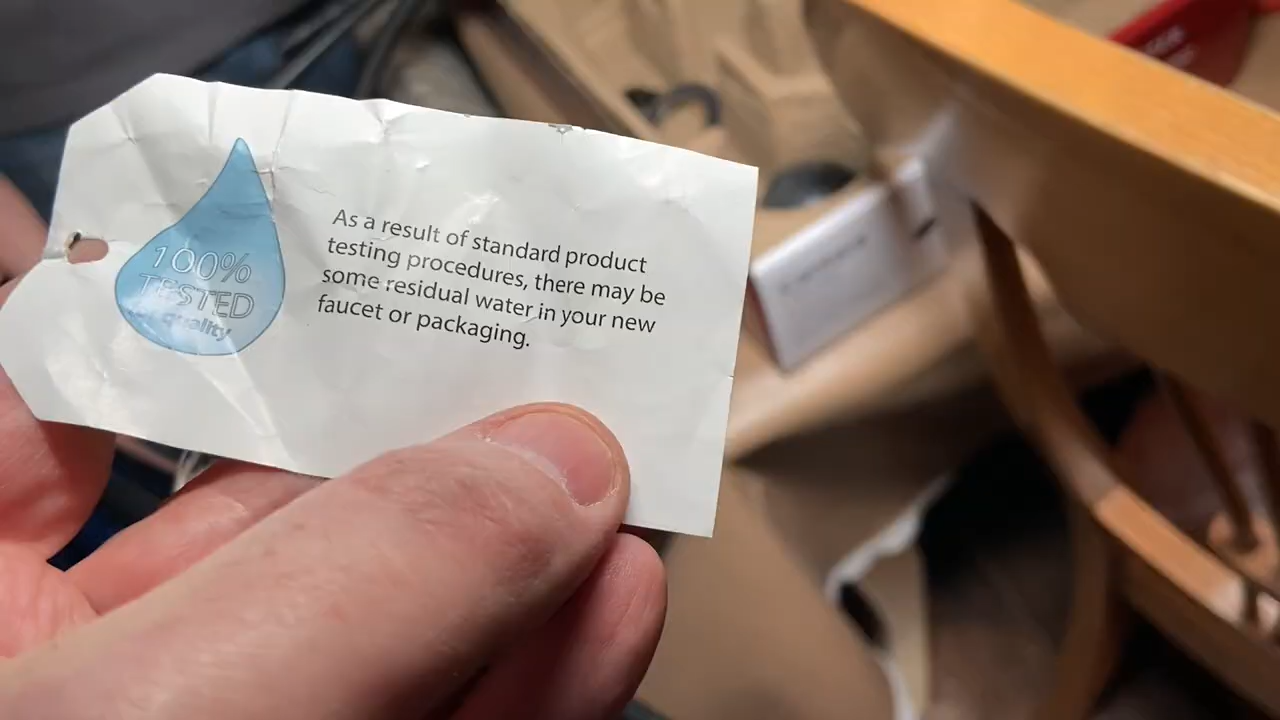 100%
TESTED
quality
As a result of standard product
testing procedures, there may be
some residual water in your new
faucet or packaging.